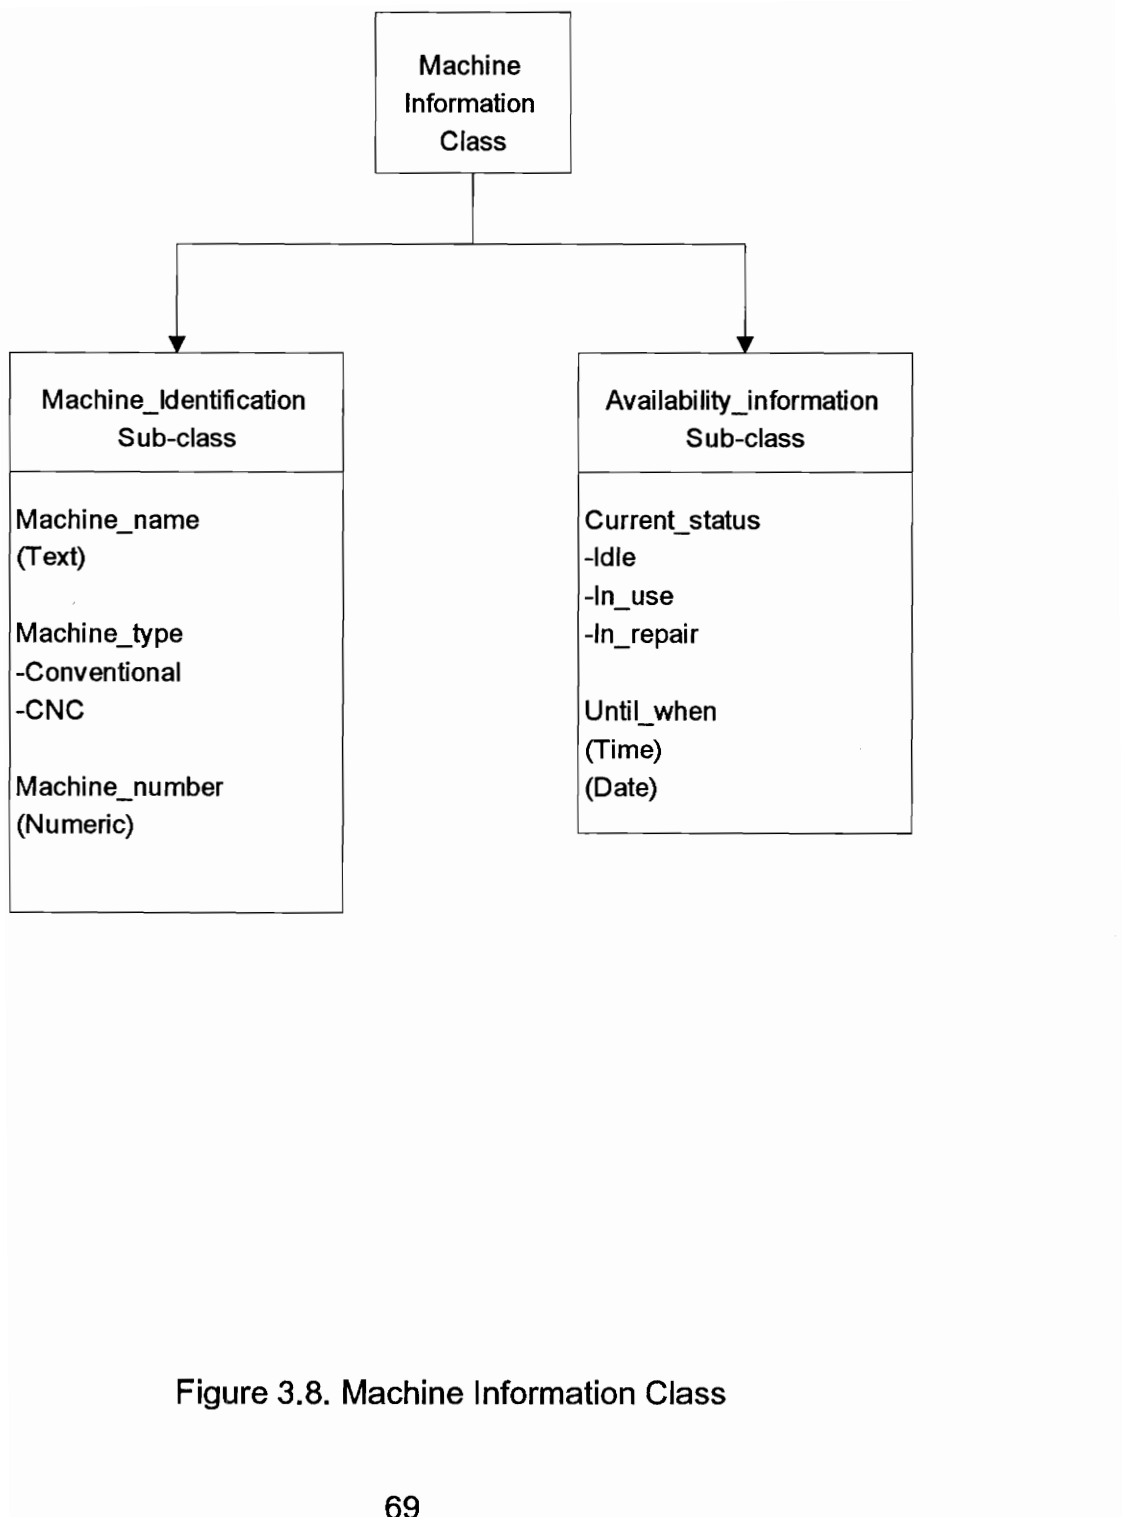 Machine
Information
Class
Machine_Identification
Sub-class
Machine_name
(Text)
Machine_type
-Conventional
-CNC
Machine_number
(Numeric)
Availability_information
Sub-class
Current_status
-Idle
-In_use
-In_repair
Until_when
(Time)
(Date)
Figure 3.8. Machine Information Class
69